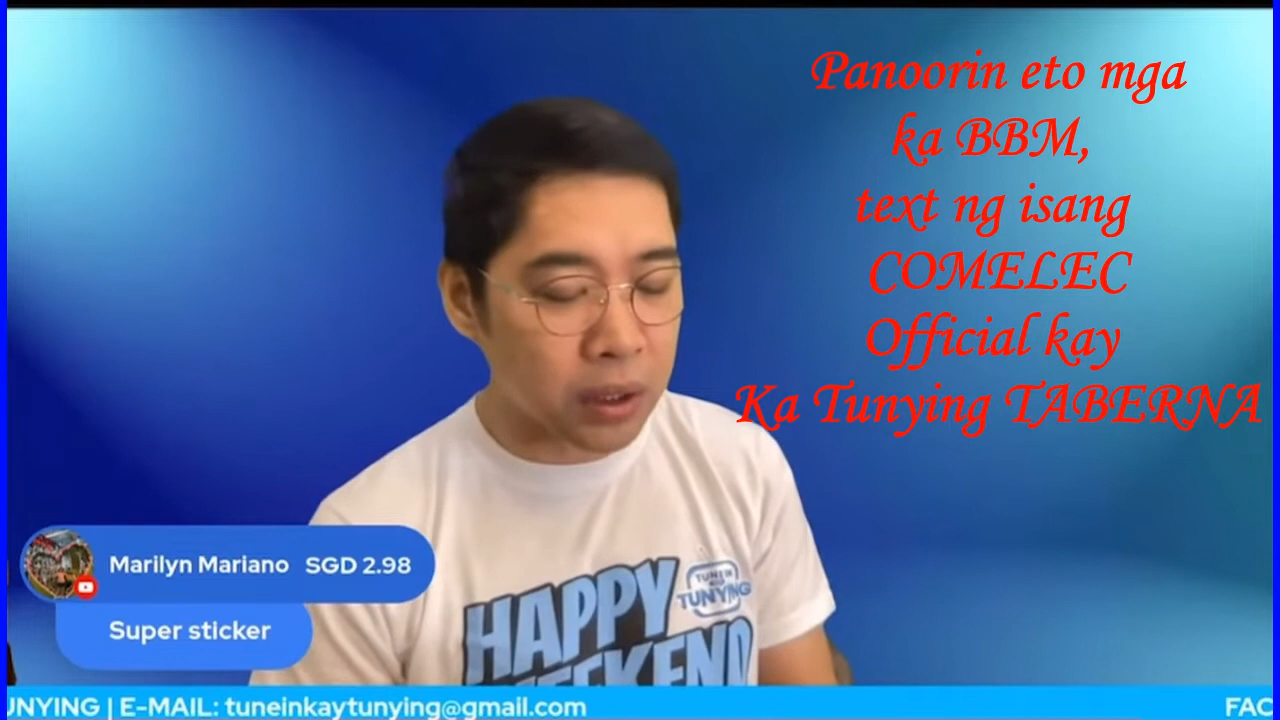 Panoorin eto mga
ka BBM,
text ng isang
COMELEC
Official kay
Ka Tunying TABERNA
Marilyn Mariano SGD 2.98
Super sticker
HAPPY
WEEKEND
TUNE IN
KAY
TUNYING
UNYING | E-MAIL: tuneinkaytunying@gmail.com
FAC